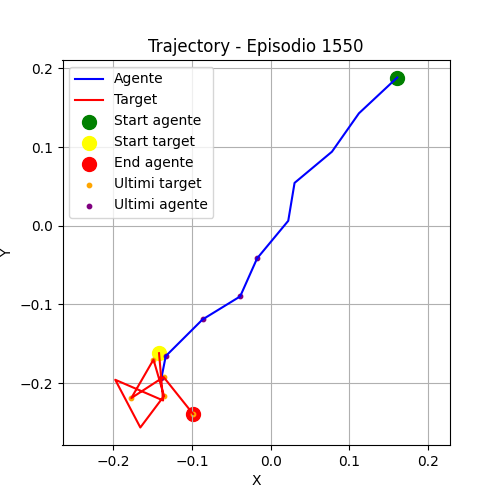 Trajectory - Episodio 1550
Agente
Target
Start agente
Start target
End agente
Ultimi target
Ultimi agente
0.2
0.1
0.0
−0.1
−0.2
Y
−0.2
−0.1
0.0
0.1
0.2
X